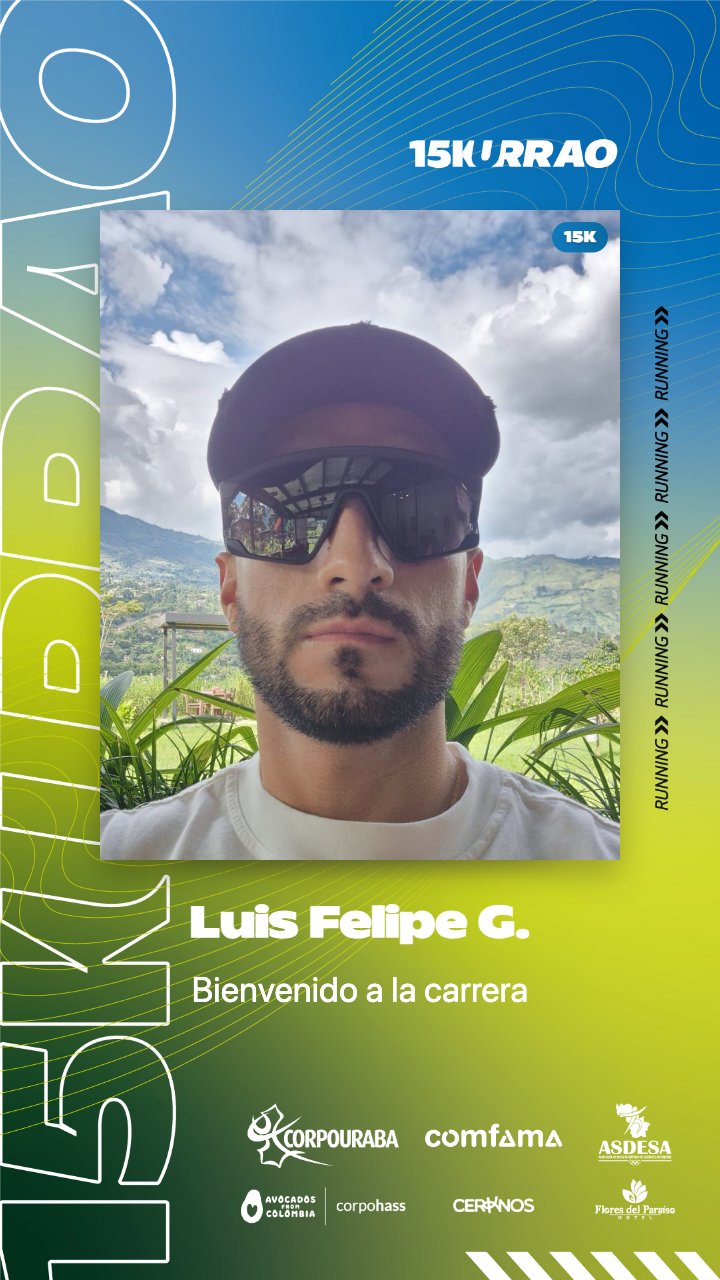 15KURRAO
15K
15KURRAO
RUNNING » RUNNING » RUNNING » RUNNING » RUNNING »
Luis Felipe G.
Bienvenido a la carrera
CORPOURABA
comfama
ASDESA
AVOCADOS
FROM
COLOMBIA
corpohass
CERKNOS
Flores del Paraíso
HOTEL